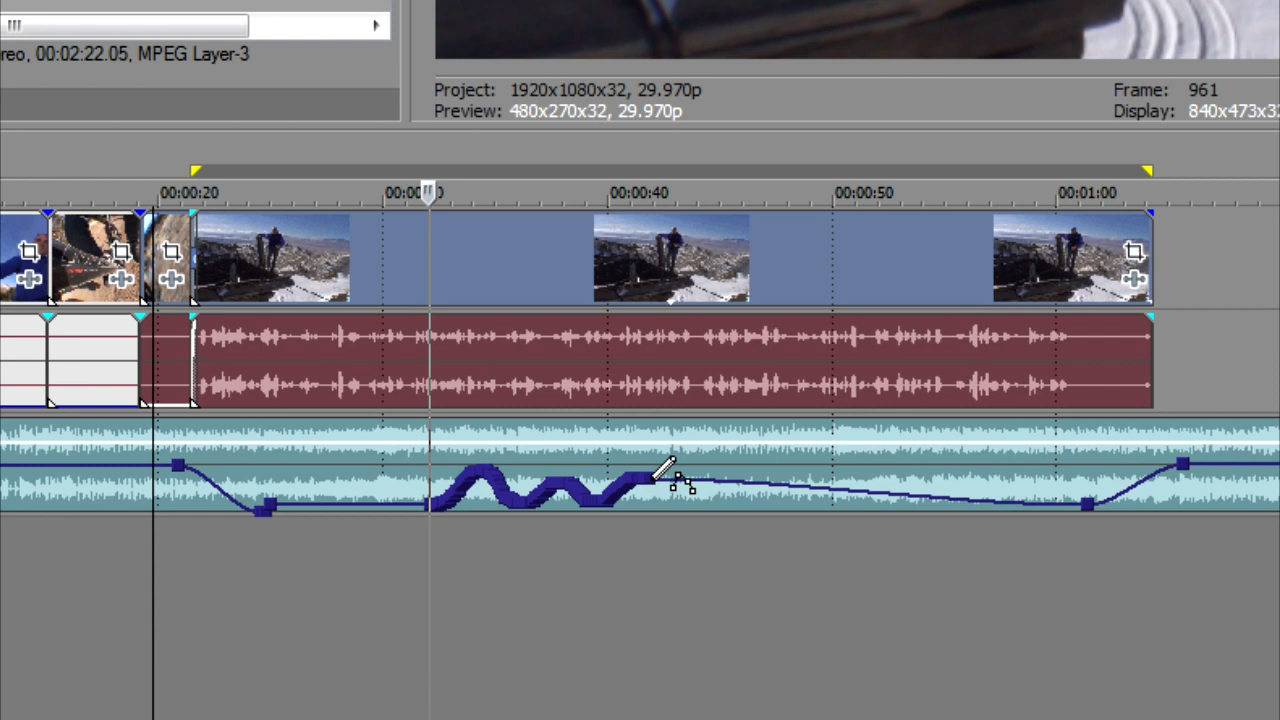 reo, 00:02:22.05, MPEG Layer-3
Project: 1920x1080x32, 29.970p
Preview: 480x270x32, 29.970p
Frame: 961
Display: 840x473x32
00:00:20
00:00:40
00:00:50
00:01:00